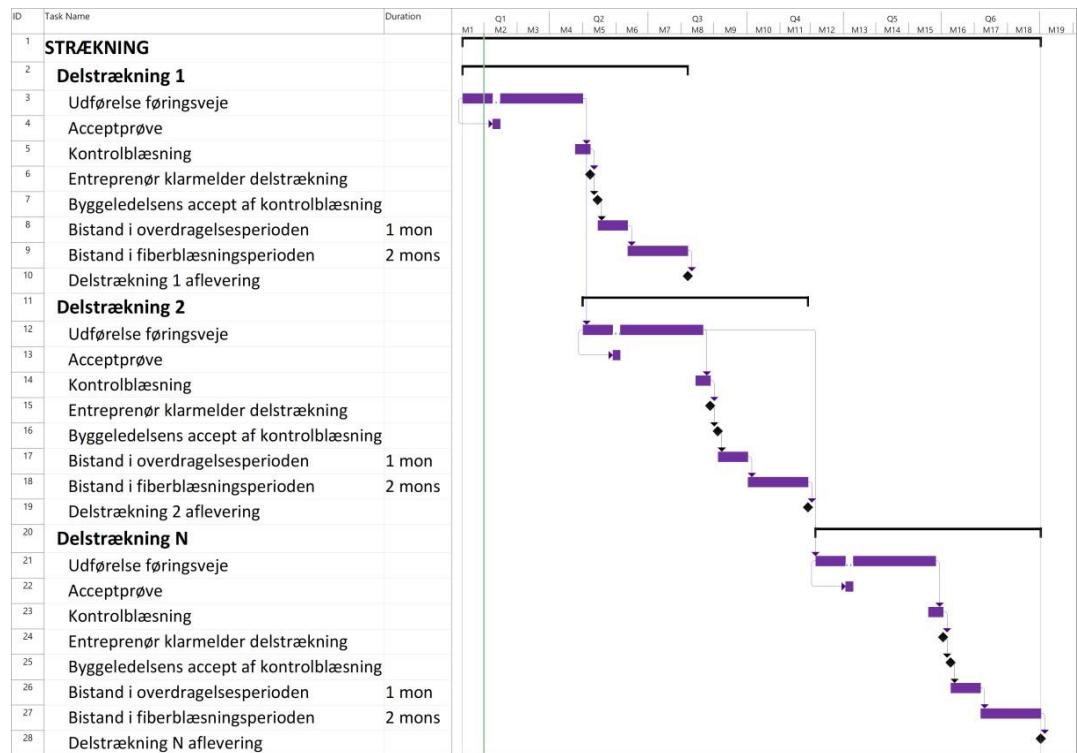 ID Task Name Duration Q1 Q2 Q3 Q4 Q5 Q6
M1 M2 M3 M4 M5 M6 M7 M8 M9 M10 M11 M12 M13 M14 M15 M16 M17 M18 M19
1 STRÆKNING
2 Delstrækning 1
3 Udførelse føringsveje
4 Acceptprøve
5 Kontrolblæsning
6 Entreprenør klarmelder delstrækning
7 Byggeledelsens accept af kontrolblæsning
8 Bistand i overdragelsesperioden 1 mon
9 Bistand i fiberblæsningsperioden 2 mons
10 Delstrækning 1 aflevering
11 Delstrækning 2
12 Udførelse føringsveje
13 Acceptprøve
14 Kontrolblæsning
15 Entreprenør klarmelder delstrækning
16 Byggeledelsens accept af kontrolblæsning
17 Bistand i overdragelsesperioden 1 mon
18 Bistand i fiberblæsningsperioden 2 mons
19 Delstrækning 2 aflevering
20 Delstrækning N
21 Udførelse føringsveje
22 Acceptprøve
23 Kontrolblæsning
24 Entreprenør klarmelder delstrækning
25 Byggeledelsens accept af kontrolblæsning
26 Bistand i overdragelsesperioden 1 mon
27 Bistand i fiberblæsningsperioden 2 mons
28 Delstrækning N aflevering